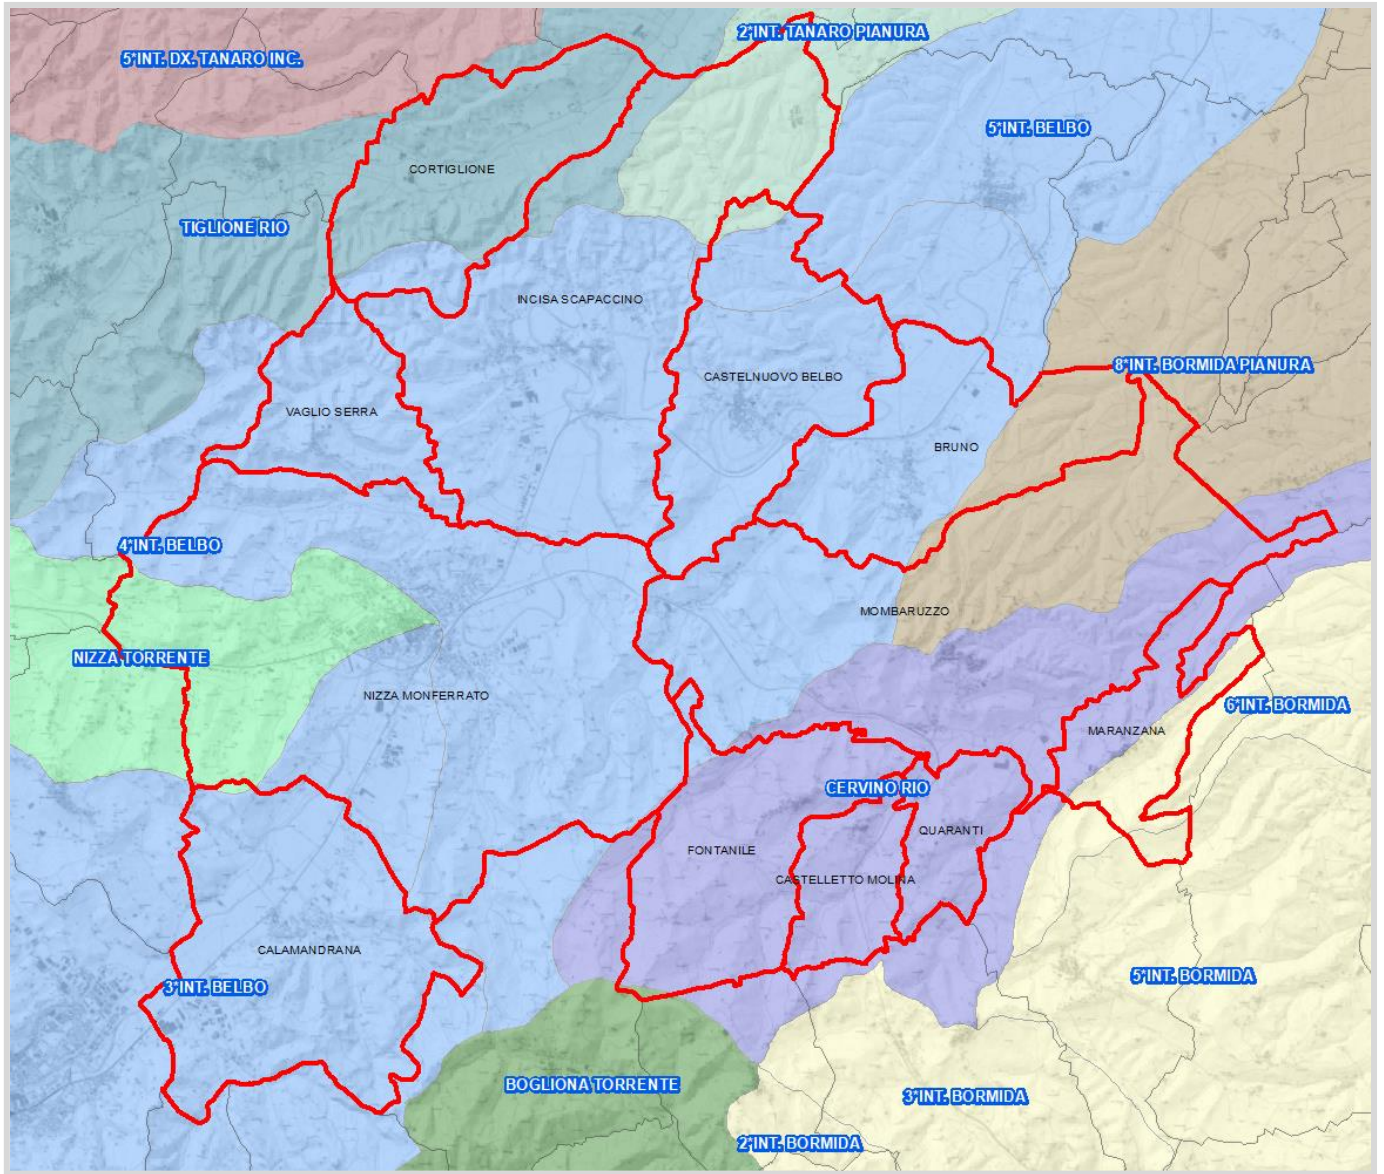 2°INT. TANARO PIANURA
5°INT. DX. TANARO INC.
5°INT. BELBO
CORTIGLIONE
TIGLIONE RIO
INCISA SCAPACCINO
8°INT. BORMIDA PIANURA
CASTELNUOVO BELBO
VAGLIO SERRA
BRUNO
4°INT. BELBO
MOMBARUZZO
NIZZA TORRENTE
NIZZA MONFERRATO
6°INT. BORMIDA
MARANZANA
CERVINO RIO
QUARANTI
FONTANILE
CASTELLETTO MOLINA
CALAMANDRANA
5°INT. BORMIDA
3°INT. BELBO
BOGLIONA TORRENTE
3°INT. BORMIDA
2°INT. BORMIDA